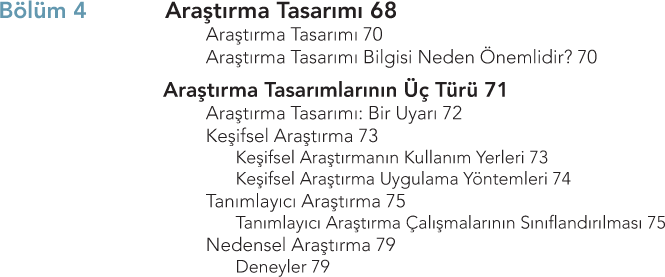 Bölüm 4 Araştırma Tasarımı 68
Araştırma Tasarımı 70
Araştırma Tasarımı Bilgisi Neden Önemlidir? 70
Araştırma Tasarımlarının Üç Türü 71
Araştırma Tasarımı: Bir Uyarı 72
Keşifsel Araştırma 73
Keşifsel Araştırmanın Kullanım Yerleri 73
Keşifsel Araştırma Uygulama Yöntemleri 74
Tanımlayıcı Araştırma 75
Tanımlayıcı Araştırma Çalışmalarının Sınıflandırılması 75
Nedensel Araştırma 79
Deneyler 79